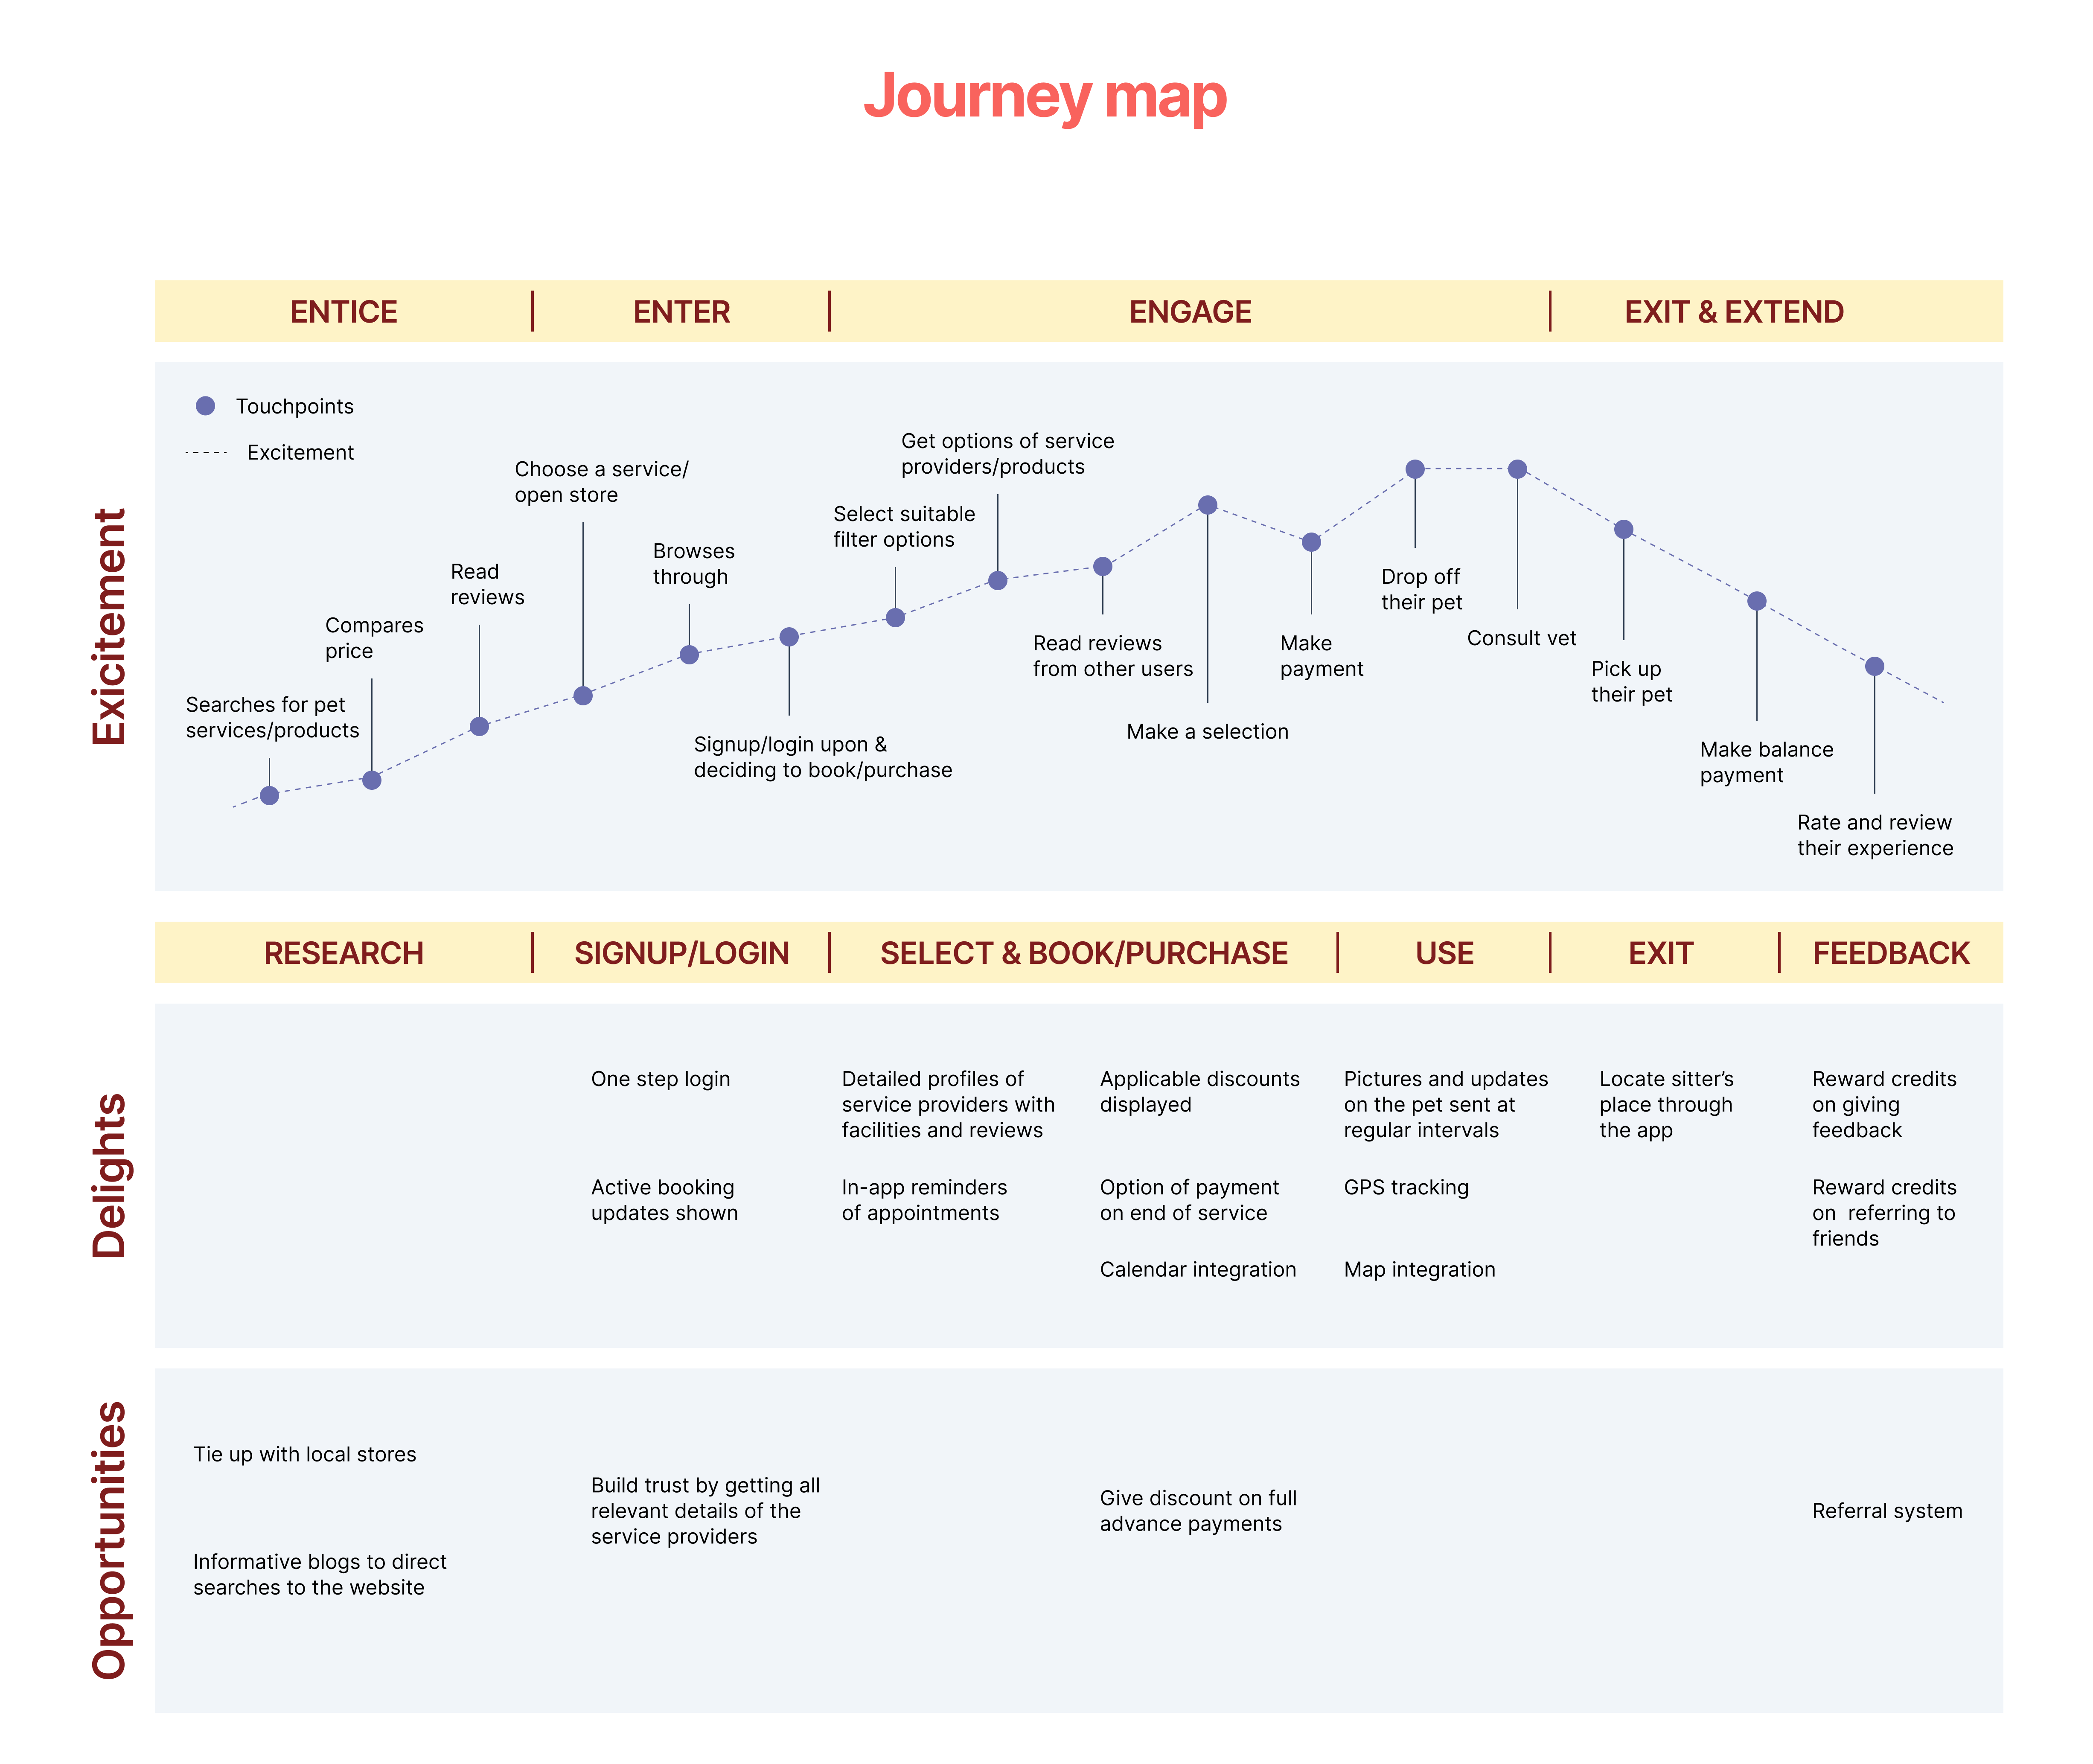 Journey map
ENTICE
ENTER
ENGAGE
EXIT & EXTEND
Exicitement
Touchpoints
Excitement
Searches for pet
services/products
Compares
price
Read
reviews
Choose a service/
open store
Browses
through
Signup/login upon &
deciding to book/purchase
Select suitable
filter options
Get options of service
providers/products
Read reviews
from other users
Make a selection
Make
payment
Drop off
their pet
Consult vet
Pick up
their pet
Make balance
payment
Rate and review
their experience
RESEARCH
SIGNUP/LOGIN
SELECT & BOOK/PURCHASE
USE
EXIT
FEEDBACK
Delights
One step login
Active booking
updates shown
Detailed profiles of
service providers with
facilities and reviews
In-app reminders
of appointments
Applicable discounts
displayed
Option of payment
on end of service
Calendar integration
Pictures and updates
on the pet sent at
regular intervals
GPS tracking
Map integration
Locate sitter’s
place through
the app
Reward credits
on giving
feedback
Reward credits
on  referring to
friends
Opportunities
Tie up with local stores
Informative blogs to direct
searches to the website
Build trust by getting all
relevant details of the
service providers
Give discount on full
advance payments
Referral system